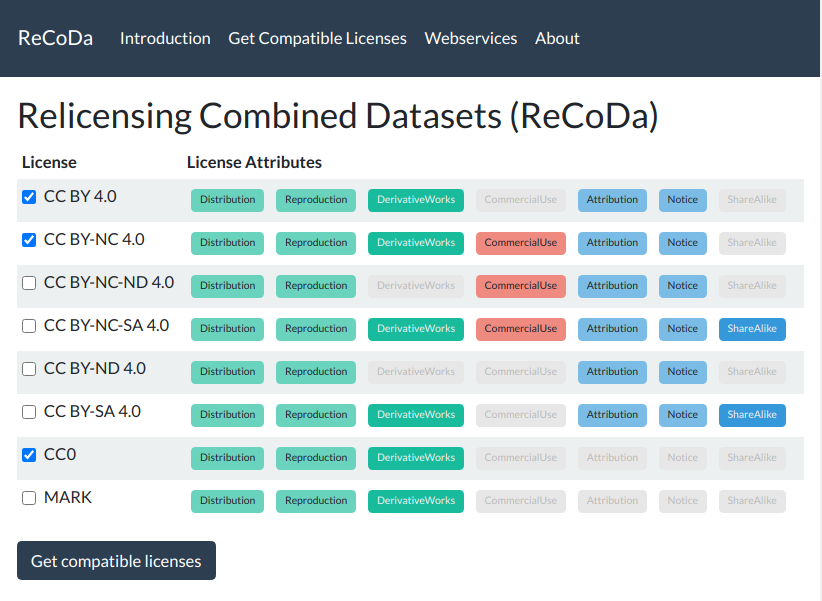 ReCoDa Introduction Get Compatible Licenses Webservices About
Relicensing Combined Datasets (ReCoDa)
License License Attributes
CC BY 4.0 Distribution Reproduction DerivativeWorks CommercialUse Attribution Notice ShareAlike
CC BY-NC 4.0 Distribution Reproduction DerivativeWorks CommercialUse Attribution Notice ShareAlike
CC BY-NC-ND 4.0 Distribution Reproduction DerivativeWorks CommercialUse Attribution Notice ShareAlike
CC BY-NC-SA 4.0 Distribution Reproduction DerivativeWorks CommercialUse Attribution Notice ShareAlike
CC BY-ND 4.0 Distribution Reproduction DerivativeWorks CommercialUse Attribution Notice ShareAlike
CC BY-SA 4.0 Distribution Reproduction DerivativeWorks CommercialUse Attribution Notice ShareAlike
CC0 Distribution Reproduction DerivativeWorks CommercialUse Attribution Notice ShareAlike
MARK Distribution Reproduction DerivativeWorks CommercialUse Attribution Notice ShareAlike
Get compatible licenses